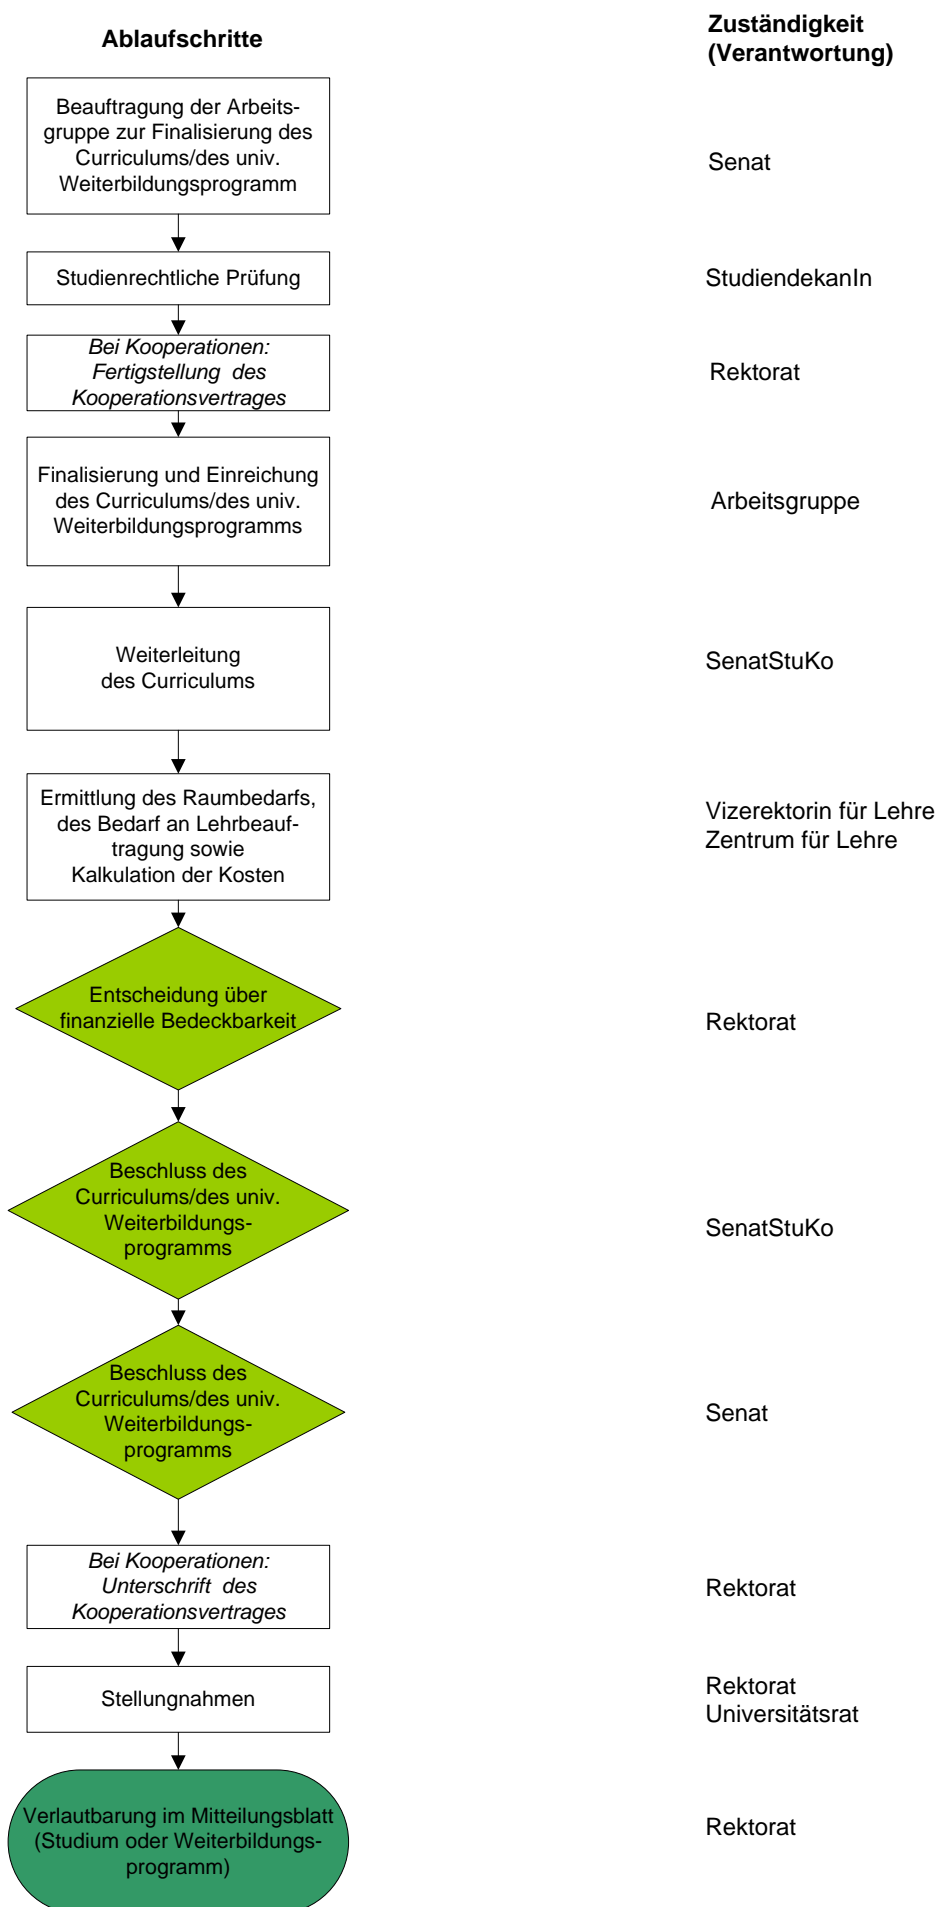 Ablaufschritte
Zuständigkeit
(Verantwortung)
Beauftragung der Arbeits-
gruppe zur Finalisierung des
Curriculums/des univ.
Weiterbildungsprogramm
Senat
Studienrechtliche Prüfung
StudiendekanIn
Bei Kooperationen:
Fertigstellung des
Kooperationsvertrages
Rektorat
Finalisierung und Einreichung
des Curriculums/des univ.
Weiterbildungsprogramms
Arbeitsgruppe
Weiterleitung
des Curriculums
SenatStuKo
Ermittlung des Raumbedarfs,
des Bedarf an Lehrbeauf-
tragung sowie
Kalkulation der Kosten
Vizerektorin für Lehre
Zentrum für Lehre
Entscheidung über
finanzielle Bedeckbarkeit
Rektorat
Beschluss des
Curriculums/des univ.
Weiterbildungs-
programms
SenatStuKo
Beschluss des
Curriculums/des univ.
Weiterbildungs-
programms
Senat
Bei Kooperationen:
Unterschrift des
Kooperationsvertrages
Rektorat
Stellungnahmen
Rektorat
Universitätsrat
Verlautbarung im Mitteilungsblatt
(Studium oder Weiterbildungs-
programm)
Rektorat